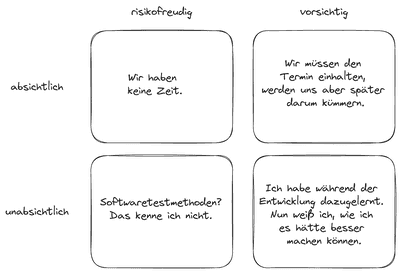 risikofreudig
vorsichtig
absichtlich
Wir haben
keine Zeit.
Wir müssen den
Termin einhalten,
werden uns aber später
darum kümmern.
unabsichtlich
Softwaretestmethoden?
Das kenne ich nicht.
Ich habe während der
Entwicklung dazugelernt.
Nun weiß ich, wie ich
es hätte besser
machen können.